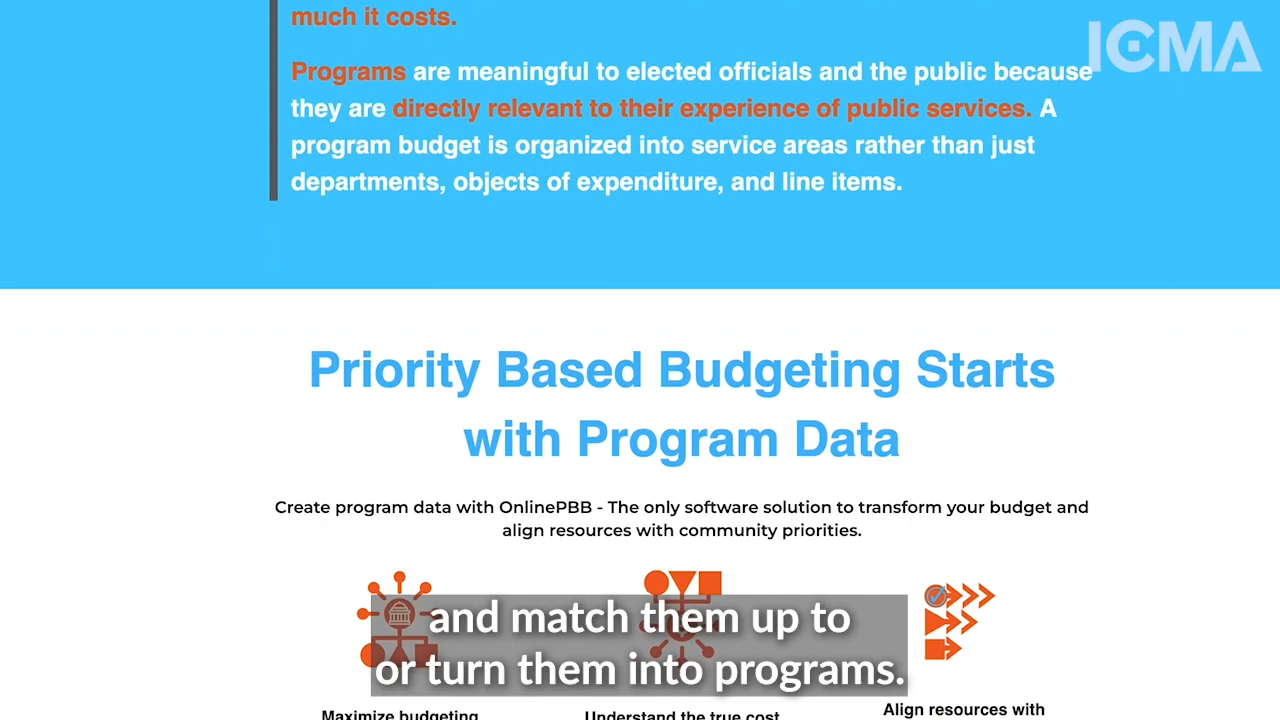 much it costs.
ICMA
Programs are meaningful to elected officials and the public because
they are directly relevant to their experience of public services. A
program budget is organized into service areas rather than just
departments, objects of expenditure, and line items.
Priority Based Budgeting Starts
with Program Data
Create program data with OnlinePBB - The only software solution to transform your budget and
align resources with community priorities.
and match them up to
or turn them into programs.
Maximize budgeting
Understand the true cost
Align resources with